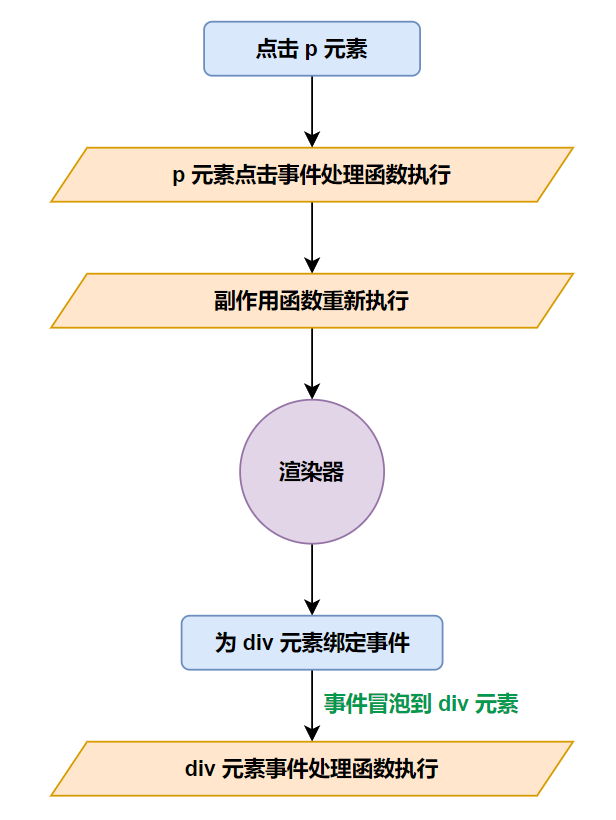 点击 p 元素
p 元素点击事件处理函数执行
副作用函数重新执行
渲染器
为 div 元素绑定事件
事件冒泡到 div 元素
div 元素事件处理函数执行